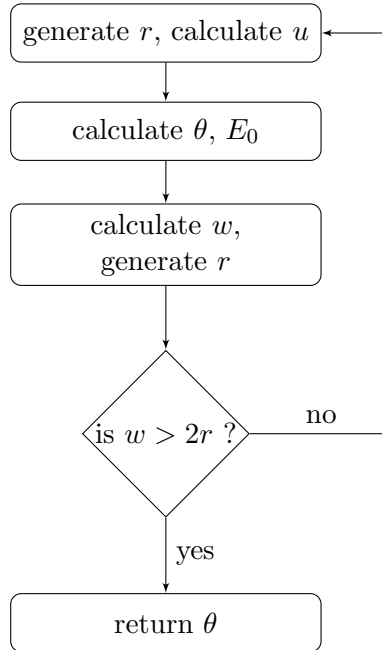 generate r, calculate u
calculate θ, E₀
calculate w,
generate r
is w > 2r ?
no
yes
return θ